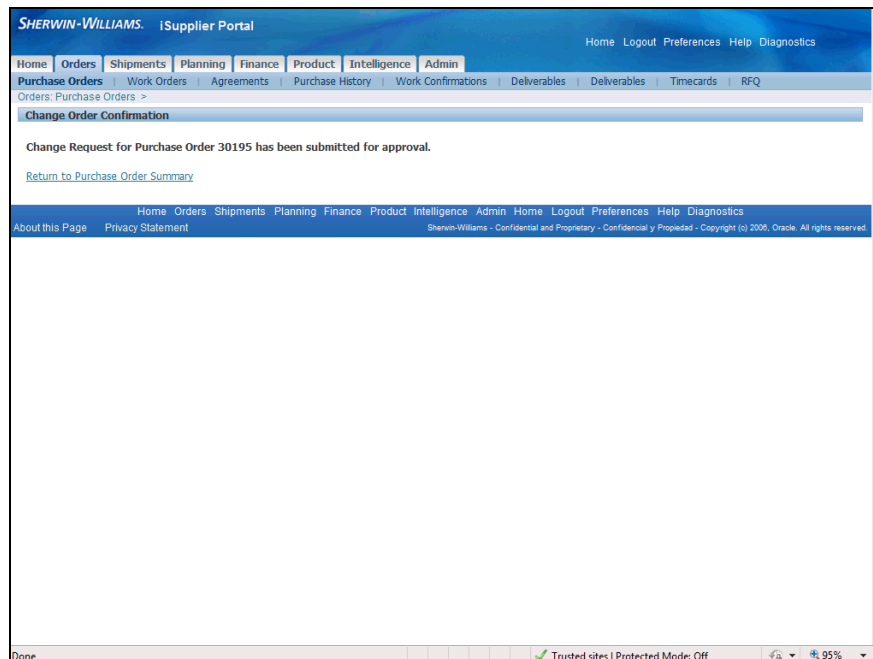 SHERWIN-WILLIAMS. iSupplier Portal
Home Logout Preferences Help Diagnostics
Home Orders Shipments Planning Finance Product Intelligence Admin
Purchase Orders | Work Orders | Agreements | Purchase History | Work Confirmations | Deliverables | Deliverables | Timecards | RFQ
Orders: Purchase Orders >
Change Order Confirmation
Change Request for Purchase Order 30195 has been submitted for approval.
Return to Purchase Order Summary
Home Orders Shipments Planning Finance Product Intelligence Admin Home Logout Preferences Help Diagnostics
About this Page Privacy Statement Sherwin-Williams - Confidential and Proprietary - Confidencial y Propiedad - Copyright (c) 2006, Oracle. All rights reserved.
Done Trusted sites | Protected Mode: Off 95%